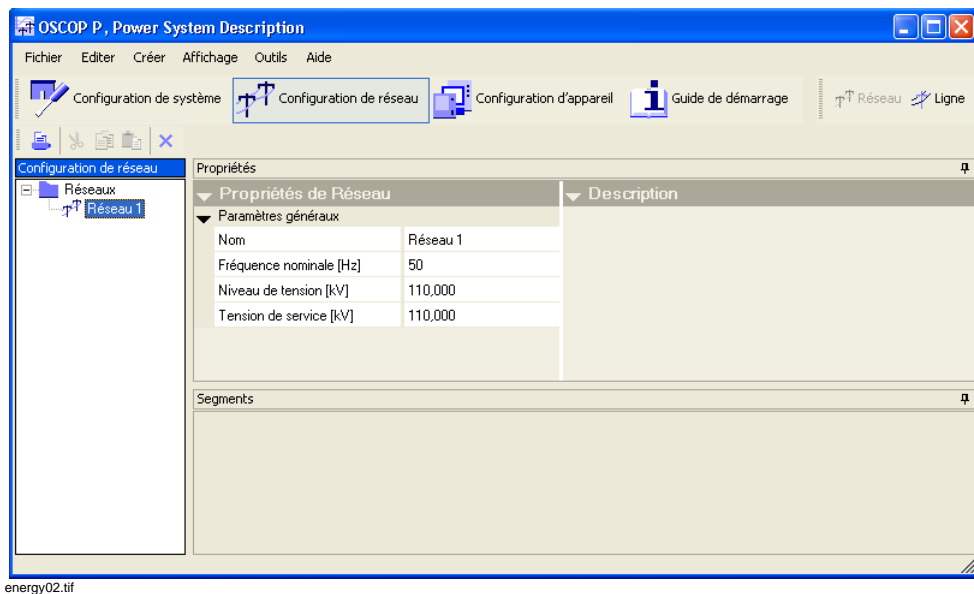 OSCOP P, Power System Description
Fichier Editer Créer Affichage Outils Aide
Configuration de système Configuration de réseau Configuration d'appareil Guide de démarrage Réseau Ligne
Configuration de réseau
Réseaux
Réseau 1
Propriétés
Propriétés de Réseau
Description
Paramètres généraux
Nom Réseau 1
Fréquence nominale [Hz] 50
Niveau de tension [kV] 110,000
Tension de service [kV] 110,000
Segments
energy02.tif